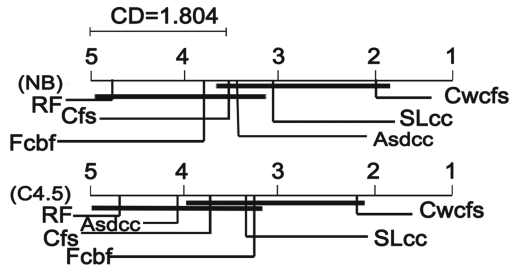 CD=1.804
5 4 3 2 1
(NB)
RF
Cwcfs
Cfs
SLcc
Asdcc
Fcbf
5 4 3 2 1
(C4.5)
RF
Cwcfs
Asdcc
Cfs
SLcc
Fcbf